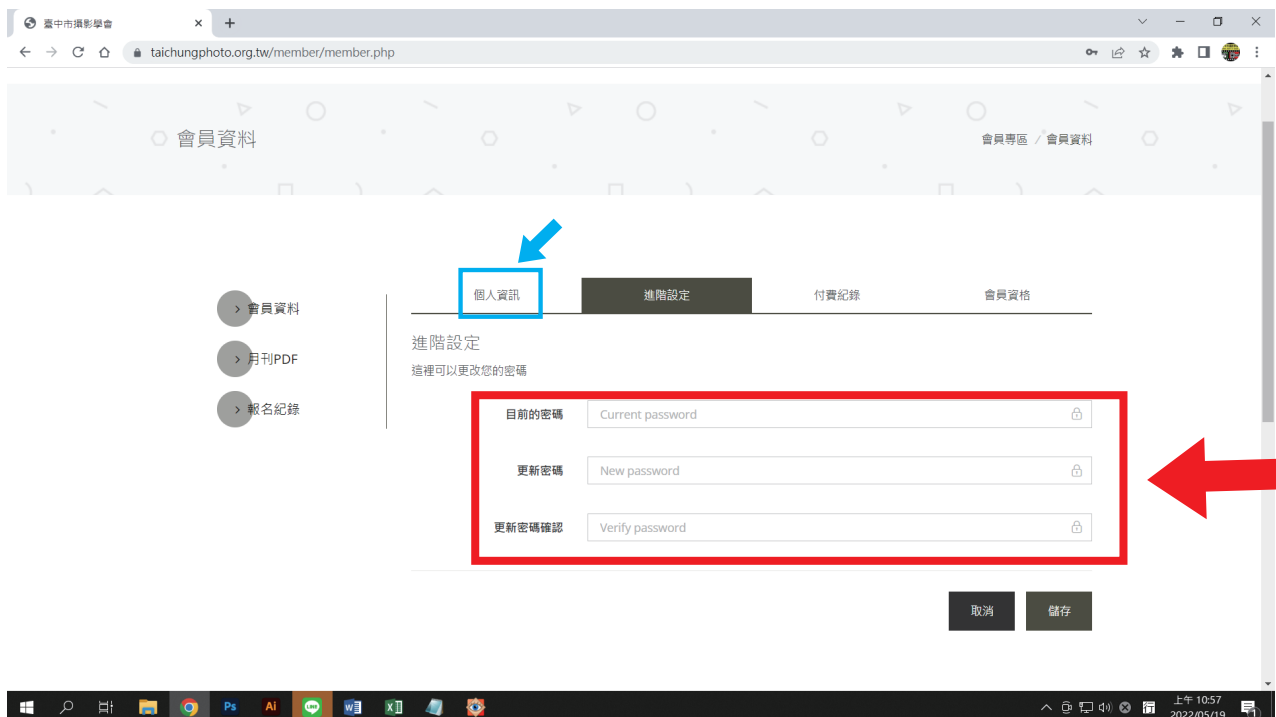 臺中市攝影學會
taichungphoto.org.tw/member/member.php
會員資料
會員專區 / 會員資料
個人資訊 進階設定 付費紀錄 會員資格
會員資料
月刊PDF
報名紀錄
進階設定
這裡可以更改您的密碼
目前的密碼 Current password
更新密碼 New password
更新密碼確認 Verify password
取消 儲存
Ps Ai LINE W X 行 上午 10:57
2022/05/19